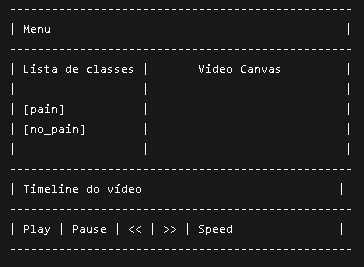 -------------------------------------------------
| Menu                                          |
-------------------------------------------------
| Lista de classes |       Video Canvas         |
|                  |                            |
| [pain]           |                            |
| [no_pain]        |                            |
|                  |                            |
-------------------------------------------------
| Timeline do vídeo                            |
-------------------------------------------------
| Play | Pause | << | >> | Speed               |
-------------------------------------------------